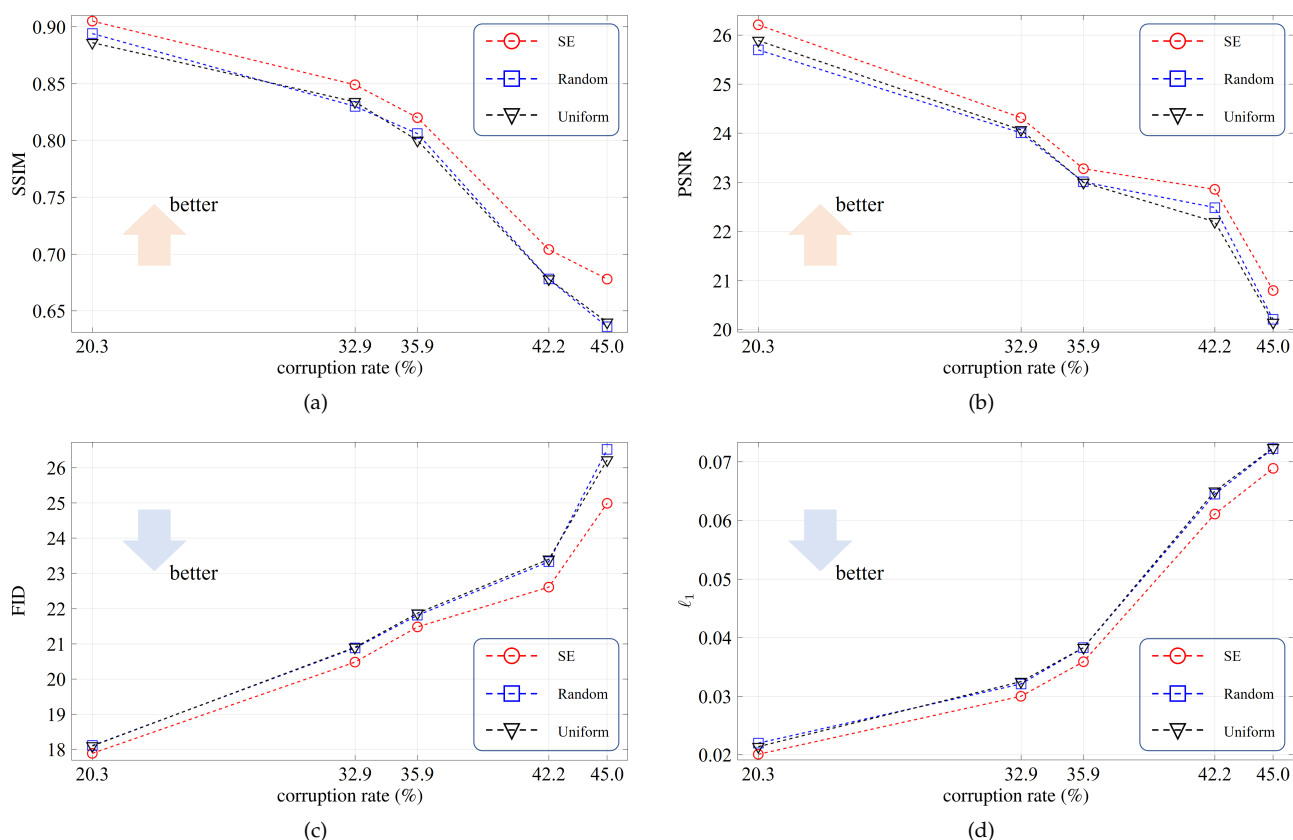 SSIM
0.90
0.85
0.80
0.75
0.70
0.65
SE
Random
Uniform
better
20.3 32.9 35.9 42.2 45.0
corruption rate (%)
(a)
PSNR
26
25
24
23
22
21
20
SE
Random
Uniform
better
20.3 32.9 35.9 42.2 45.0
corruption rate (%)
(b)
FID
26
25
24
23
22
21
20
19
18
better
SE
Random
Uniform
20.3 32.9 35.9 42.2 45.0
corruption rate (%)
(c)
ℓ1
0.07
0.06
0.05
0.04
0.03
0.02
better
SE
Random
Uniform
20.3 32.9 35.9 42.2 45.0
corruption rate (%)
(d)